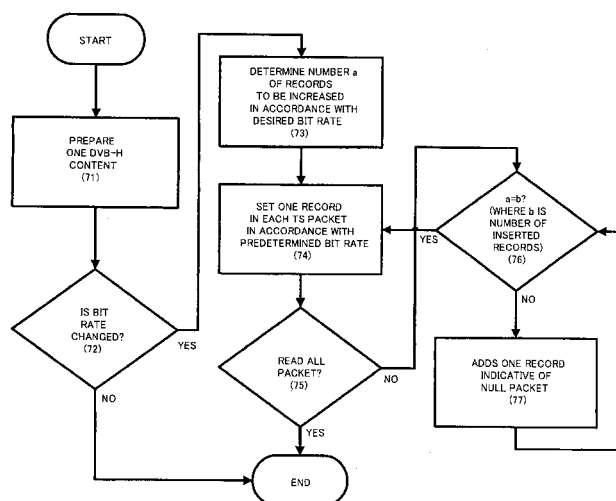 START
PREPARE
ONE DVB-H
CONTENT
(71)
IS BIT
RATE
CHANGED?
(72)
YES
NO
DETERMINE NUMBER a
OF RECORDS
TO BE INCREASED
IN ACCORDANCE WITH
DESIRED BIT RATE
(73)
SET ONE RECORD
IN EACH TS PACKET
IN ACCORDANCE WITH
PREDETERMINED BIT RATE
(74)
READ ALL
PACKET?
(75)
NO
YES
END
a=b?
(WHERE b IS
NUMBER OF
INSERTED
RECORDS)
(76)
YES
NO
ADDS ONE RECORD
INDICATIVE OF
NULL PACKET
(77)